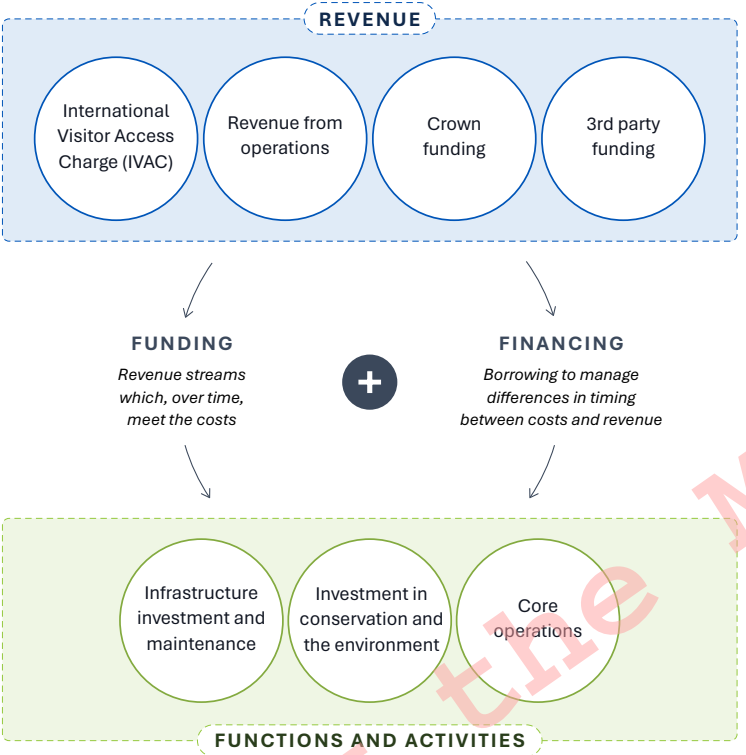 REVENUE
International
Visitor Access
Charge (IVAC)
Revenue from
operations
Crown
funding
3rd party
funding
FUNDING
Revenue streams
which, over time,
meet the costs
+
FINANCING
Borrowing to manage
differences in timing
between costs and revenue
Infrastructure
investment and
maintenance
Investment in
conservation and
the environment
Core
operations
the
FUNCTIONS AND ACTIVITIES